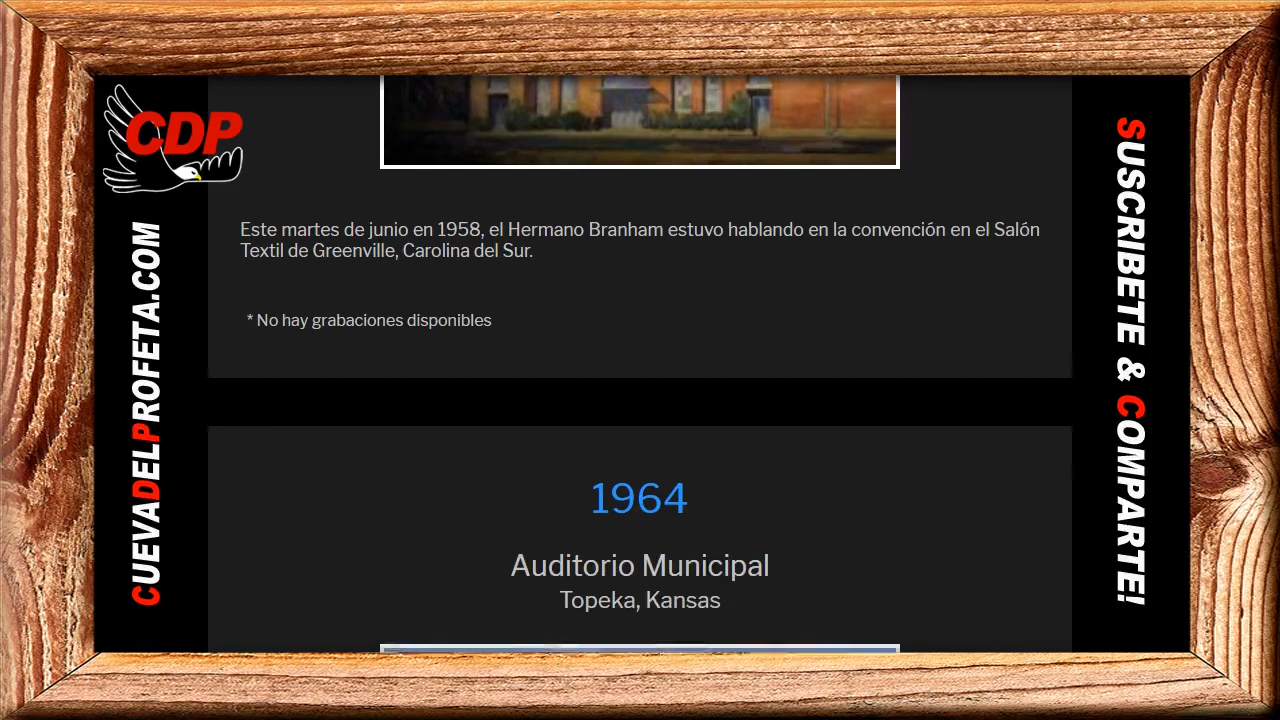 CDP
CUEVADELPROFETA.COM
Este martes de junio en 1958, el Hermano Branham estuvo hablando en la convención en el Salón
Textil de Greenville, Carolina del Sur.
* No hay grabaciones disponibles
1964
Auditorio Municipal
Topeka, Kansas
SUSCRIBETE & COMPARTE!